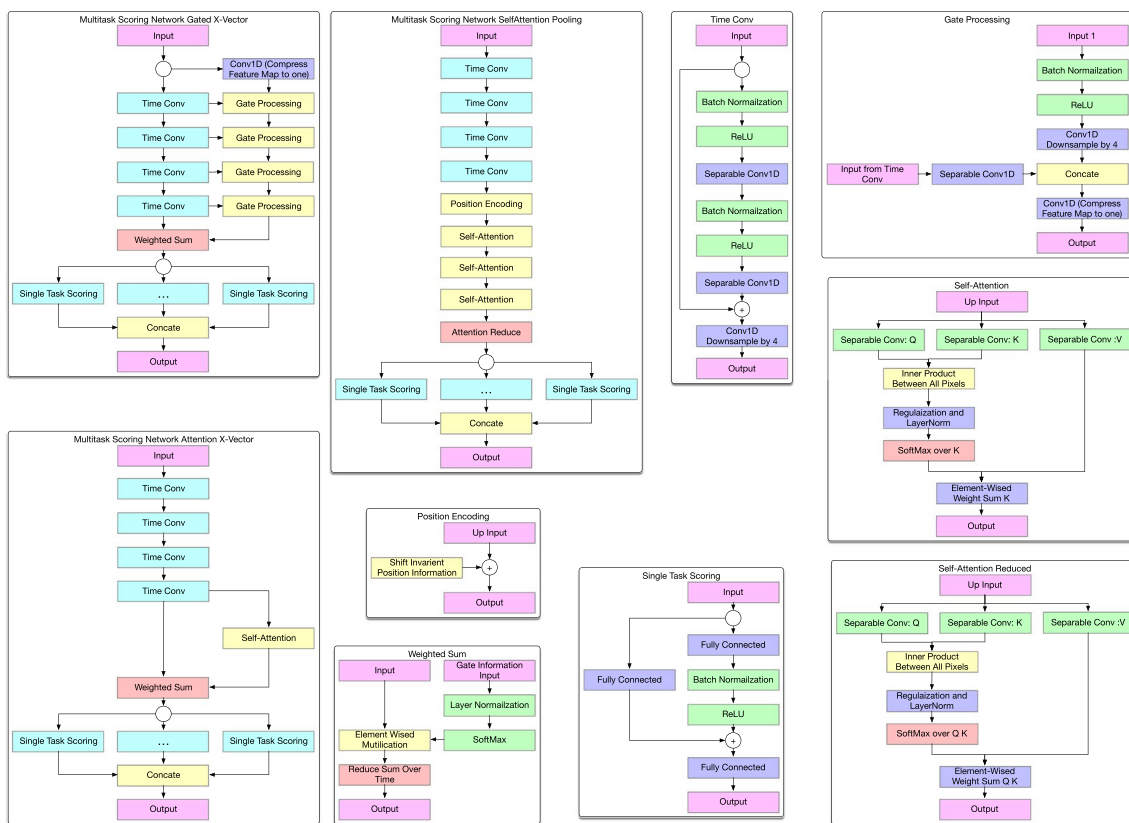 Multitask Scoring Network Gated X-Vector
Input
Conv1D (Compress
Feature Map to one)
Time Conv
Gate Processing
Time Conv
Gate Processing
Time Conv
Gate Processing
Time Conv
Gate Processing
Weighted Sum
Single Task Scoring
...
Single Task Scoring
Concate
Output
Multitask Scoring Network SelfAttention Pooling
Input
Time Conv
Time Conv
Time Conv
Time Conv
Position Encoding
Self-Attention
Self-Attention
Self-Attention
Attention Reduce
Single Task Scoring
...
Single Task Scoring
Concate
Output
Time Conv
Input
Batch Normailzation
ReLU
Separable Conv1D
Batch Normailzation
ReLU
Separable Conv1D
+
Conv1D
Downsample by 4
Output
Gate Processing
Input 1
Batch Normailzation
ReLU
Conv1D
Downsample by 4
Input from Time
Conv
Separable Conv1D
Concate
Conv1D (Compress
Feature Map to one)
Output
Self-Attention
Up Input
Separable Conv: Q
Separable Conv: K
Separable Conv :V
Inner Product
Between All Pixels
Regulaization and
LayerNorm
SoftMax over K
Element-Wised
Weight Sum K
Output
Multitask Scoring Network Attention X-Vector
Input
Time Conv
Time Conv
Time Conv
Time Conv
Self-Attention
Weighted Sum
Single Task Scoring
...
Single Task Scoring
Concate
Output
Position Encoding
Up Input
Shift Invarient
Position Information
+
Output
Weighted Sum
Input
Gate Information
Input
Layer Normailzation
Element Wised
Mutilication
SoftMax
Reduce Sum Over
Time
Output
Single Task Scoring
Input
Fully Connected
Fully Connected
Batch Normailzation
ReLU
+
Fully Connected
Output
Self-Attention Reduced
Up Input
Separable Conv: Q
Separable Conv: K
Separable Conv :V
Inner Product
Between All Pixels
Regulaization and
LayerNorm
SoftMax over Q K
Element-Wised
Weight Sum Q K
Output